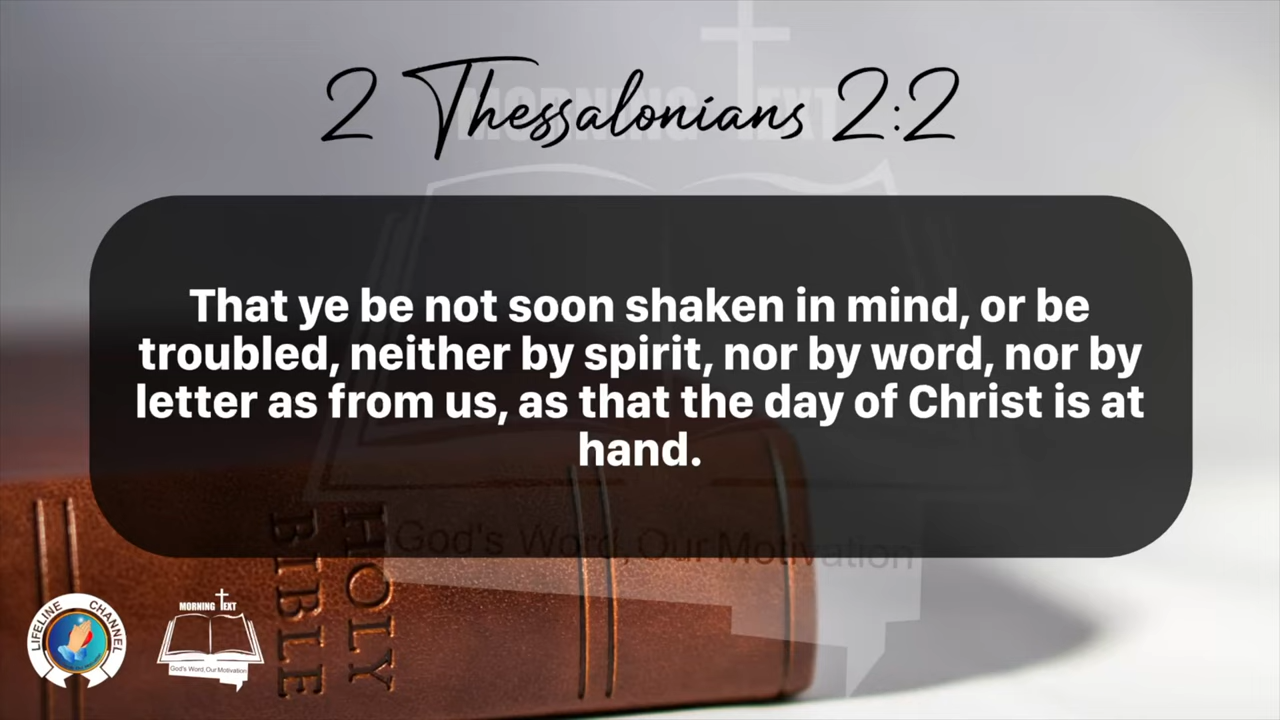 2 Thessalonians 2:2
MORNING TEXT
That ye be not soon shaken in mind, or be
troubled, neither by spirit, nor by word, nor by
letter as from us, as that the day of Christ is at
hand.
God's Word, Our Motivation
HOLY
BIBLE
LIFELINE CHANNEL
MORNING TEXT
God's Word, Our Motivation